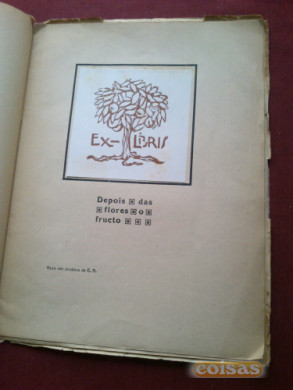 EX-LIBRIS
Depois das
flores o
fructo
coisas